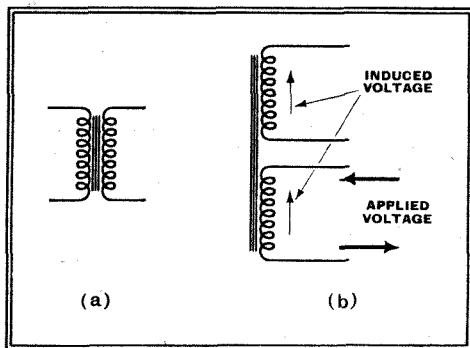 INDUCED
VOLTAGE
APPLIED
VOLTAGE
(a)
(b)